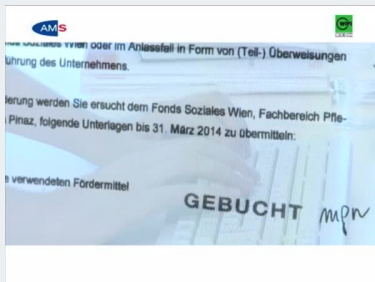 AMS
Soziales Wien oder im Anlassfall in Form von (Teil-) Überweisungen
ührung des Unternehmens.
derung werden Sie ersucht dem Fonds Soziales Wien, Fachbereich Pfle-
Pinaz, folgende Unterlagen bis 31. März 2014 zu übermitteln:
e verwendeten Fördermittel
GEBUCHT